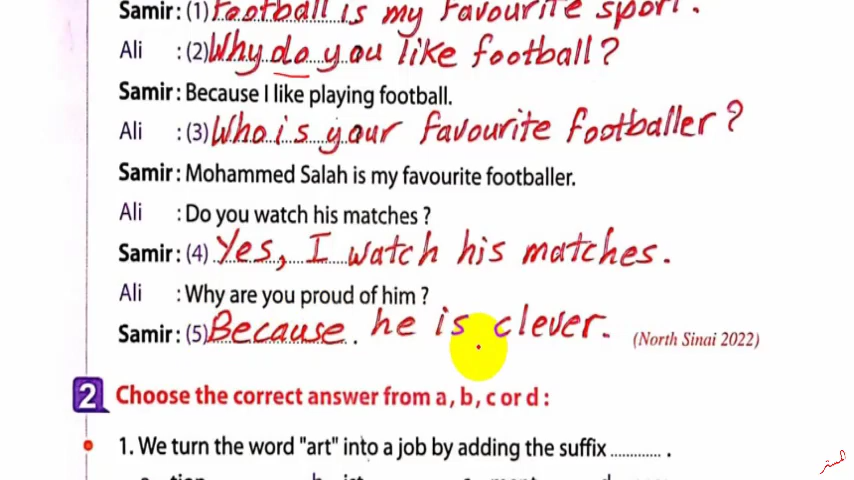 Samir : (1) Football is my favourite sport.
Ali : (2) Why do you like football?
Samir : Because I like playing football.
Ali : (3) Who is your favourite footballer?
Samir : Mohammed Salah is my favourite footballer.
Ali : Do you watch his matches ?
Samir : (4) Yes, I watch his matches.
Ali : Why are you proud of him ?
Samir : (5) Because he is clever.
(North Sinai 2022)
2 Choose the correct answer from a, b, c or d :
1. We turn the word "art" into a job by adding the suffix ............. .